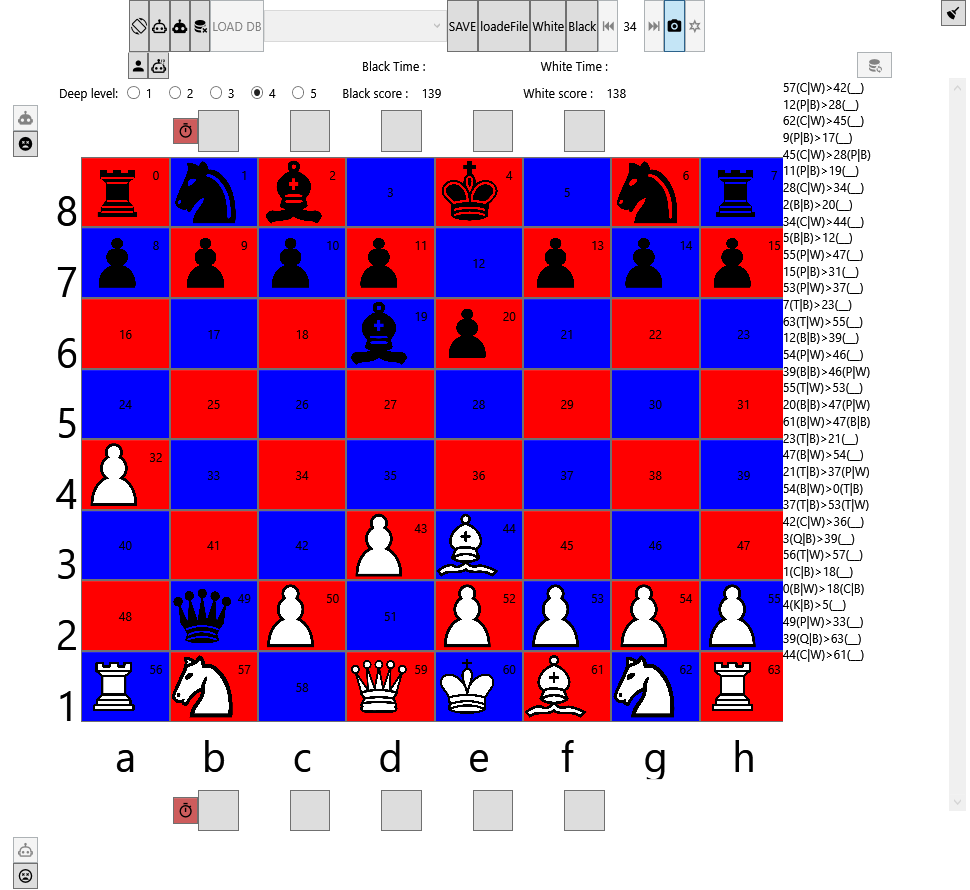 LOAD DB SAVE loadeFile White Black 34
Black Time : White Time :
Deep level: 1 2 3 4 5 Black score : 139 White score : 138
57(C|W)>42(__)
12(P|B)>28(__)
62(C|W)>45(__)
9(P|B)>17(__)
45(C|W)>28(P|B)
11(P|B)>19(__)
28(C|W)>34(__)
2(B|B)>20(__)
34(C|W)>44(__)
5(B|B)>12(__)
55(P|W)>47(__)
15(P|B)>31(__)
53(P|W)>37(__)
7(T|B)>23(__)
63(T|W)>55(__)
12(B|B)>39(__)
54(P|W)>46(__)
39(B|B)>46(P|W)
55(T|W)>53(__)
20(B|B)>47(P|W)
61(B|W)>47(B|B)
23(T|B)>21(__)
47(B|W)>54(__)
21(T|B)>37(P|W)
54(B|W)>0(T|B)
37(T|B)>53(T|W)
42(C|W)>36(__)
3(Q|B)>39(__)
56(T|W)>57(__)
1(C|B)>18(__)
0(B|W)>18(C|B)
4(K|B)>5(__)
49(P|W)>33(__)
39(Q|B)>63(__)
44(C|W)>61(__)
8 0 1 2 3 4 5 6 7
7 8 9 10 11 12 13 14 15
6 16 17 18 19 20 21 22 23
5 24 25 26 27 28 29 30 31
4 32 33 34 35 36 37 38 39
3 40 41 42 43 44 45 46 47
2 48 49 50 51 52 53 54 55
1 56 57 58 59 60 61 62 63
a b c d e f g h